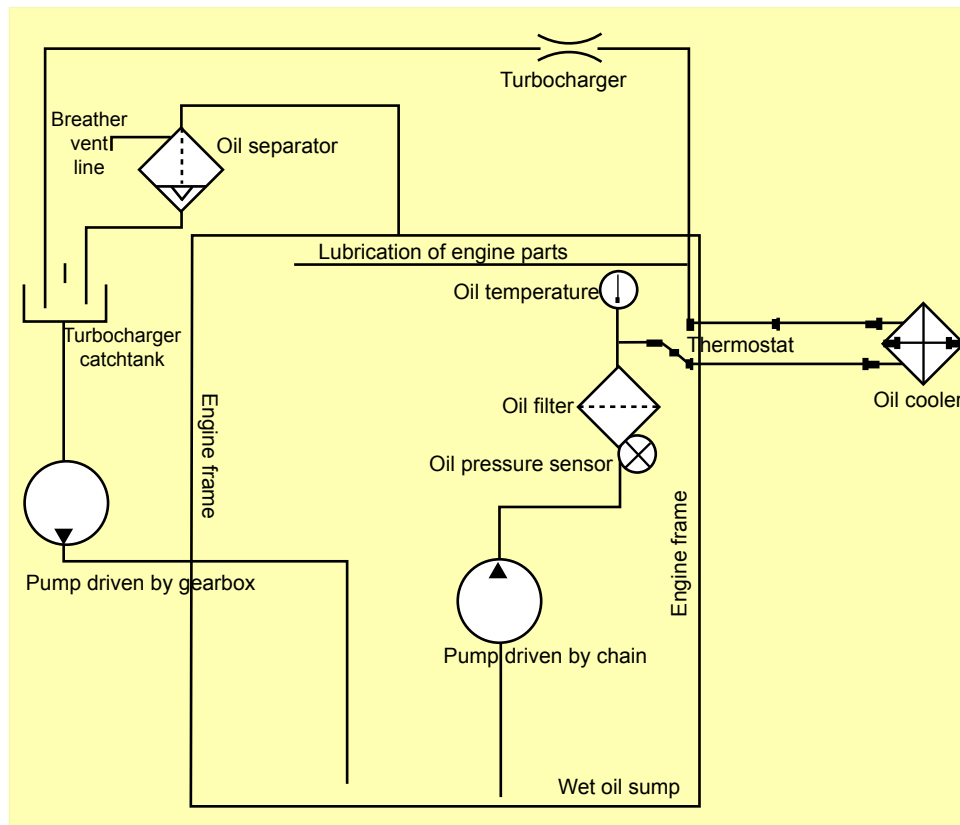 Turbocharger
Breather
vent
line
Oil separator
Lubrication of engine parts
Oil temperature
Turbocharger
catchtank
Thermostat
Oil cooler
Oil filter
Engine frame
Oil pressure sensor
Engine frame
Pump driven by gearbox
Pump driven by chain
Wet oil sump